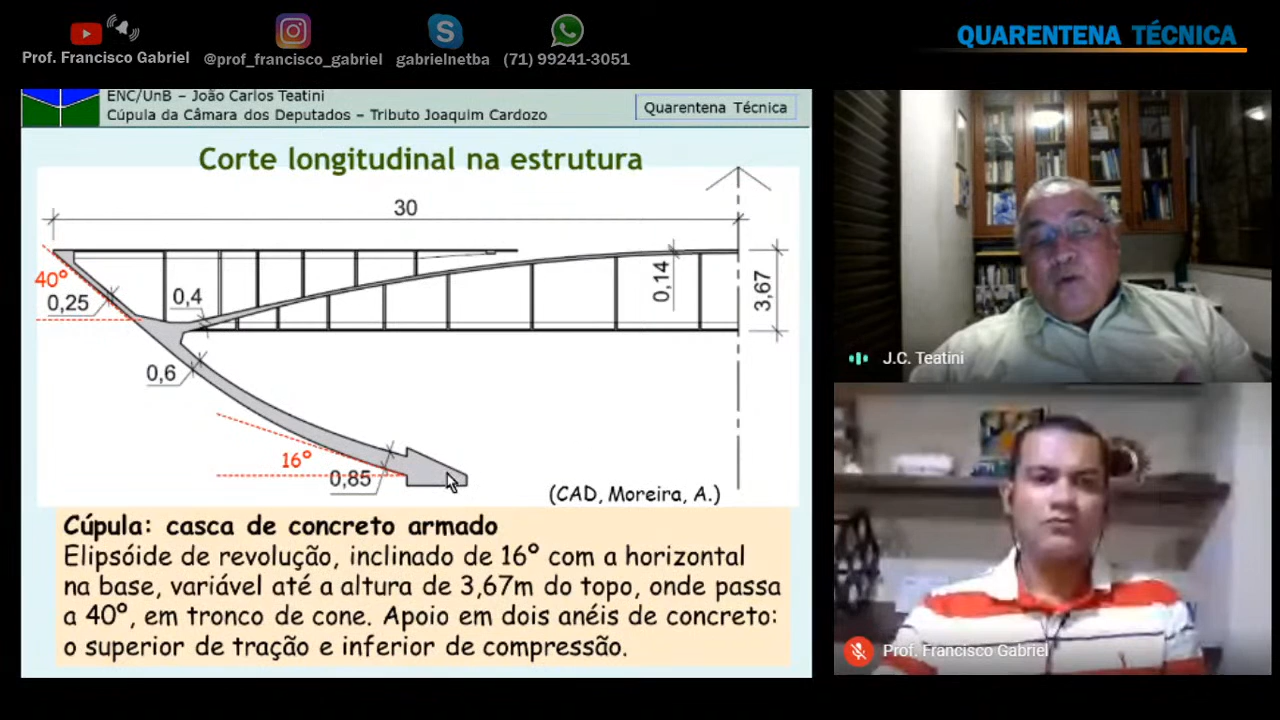 QUARENTENA TÉCNICA
Prof. Francisco Gabriel
@prof_francisco_gabriel
gabrielnetba
(71) 99241-3051
ENC/UnB – João Carlos Teatini
Cúpula da Câmara dos Deputados – Tributo Joaquim Cardozo
Quarentena Técnica
Corte longitudinal na estrutura
30
40º
0,25
0,4
0,14
3,67
0,6
16º
0,85
(CAD, Moreira, A.)
Cúpula: casca de concreto armado
Elipsóide de revolução, inclinado de 16º com a horizontal
na base, variável até a altura de 3,67m do topo, onde passa
a 40º, em tronco de cone. Apoio em dois anéis de concreto:
o superior de tração e inferior de compressão.
J.C. Teatini
Prof. Francisco Gabriel